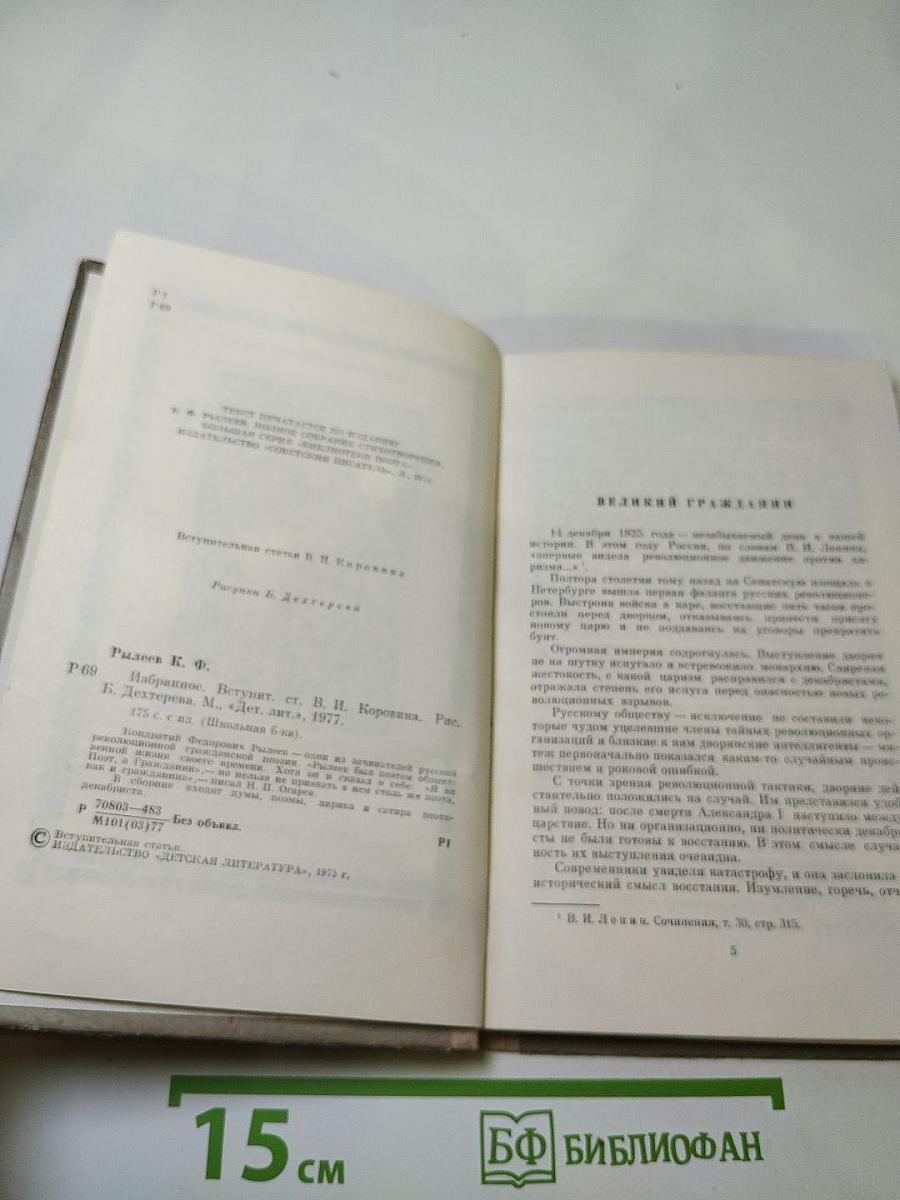 Р1
Р69
ТЕКСТ ПЕЧАТАЕТСЯ ПО ИЗДАНИЮ
К. Ф. РЫЛЕЕВ. ПОЛНОЕ СОБРАНИЕ СТИХОТВОРЕНИЙ.
БОЛЬШАЯ СЕРИЯ «БИБЛИОТЕКИ ПОЭТА».
ИЗДАТЕЛЬСТВО «СОВЕТСКИЙ ПИСАТЕЛЬ», Л.,
Вступительная статья В. И. Коровина
Рисунки Б. Дехтерева
Рылеев К. Ф.
Р69
Избранное. Вступит. ст. В. И. Коровина. Рис.
Б. Дехтерева. М., «Дет. лит.», 1977.
175 с. с ил. (Школьная б-ка).
Кондратий Федорович Рылеев — один из зачинателей русской
революционной гражданской поэзии. «Рылеев был поэтом общест-
венной жизни своего времени. Хотя он и сказал о себе: «Я не
Поэт, а Гражданин»,— но нельзя не признать в нем столь же поэта,
как и гражданина»,— писал Н. П. Огарев.
В сборник входят думы, поэмы, лирика и сатира поэта-
декабриста.
Р 70803—483
М101(03)77 Без объявл.
Р1
© Вступительная статья.
ИЗДАТЕЛЬСТВО «ДЕТСКАЯ ЛИТЕРАТУРА», 1975 г.
ВЕЛИКИЙ ГРАЖДАНИН
14 декабря 1825 года — незабываемый день в нашей
истории. В этом году Россия, по словам В. И. Ленина,
«впервые видела революционное движение против ца-
ризма...» ¹.
Полтора столетия тому назад на Сенатскую площадь в
Петербурге вышла первая фаланга русских революционе-
ров. Выстроив войска в каре, восставшие пять часов про-
стояли перед дворцом, отказываясь принести присягу
новому царю и не поддаваясь на уговоры прекратить
бунт.
Огромная империя содрогнулась. Выступление дворян
не на шутку испугало и встревожило монархию. Свирепая
жестокость, с какой царизм расправился с декабристами,
отражала степень его испуга перед опасностью новых ре-
волюционных взрывов.
Русскому обществу — исключение не составили неко-
торые чудом уцелевшие члены тайных революционных ор-
ганизаций и близкие к ним дворянские интеллигенты — мя-
теж первоначально показался каким-то случайным проис-
шествием и роковой ошибкой.
С точки зрения революционной тактики, дворяне дей-
ствительно положились на случай. Им представился удоб
ный повод: после смерти Александра I наступило между
царствие. Но ни организационно, ни политически декабри
сты не были готовы к восстанию. В этом смысле случа
ность их выступления очевидна.
Современники увидели катастрофу, и она заслонила
исторический смысл восстания. Изумление, горечь, отч
¹ В. И. Ленин. Сочинения, т. 30, стр. 315.
5
15 см
БФ БИБЛИОФАН